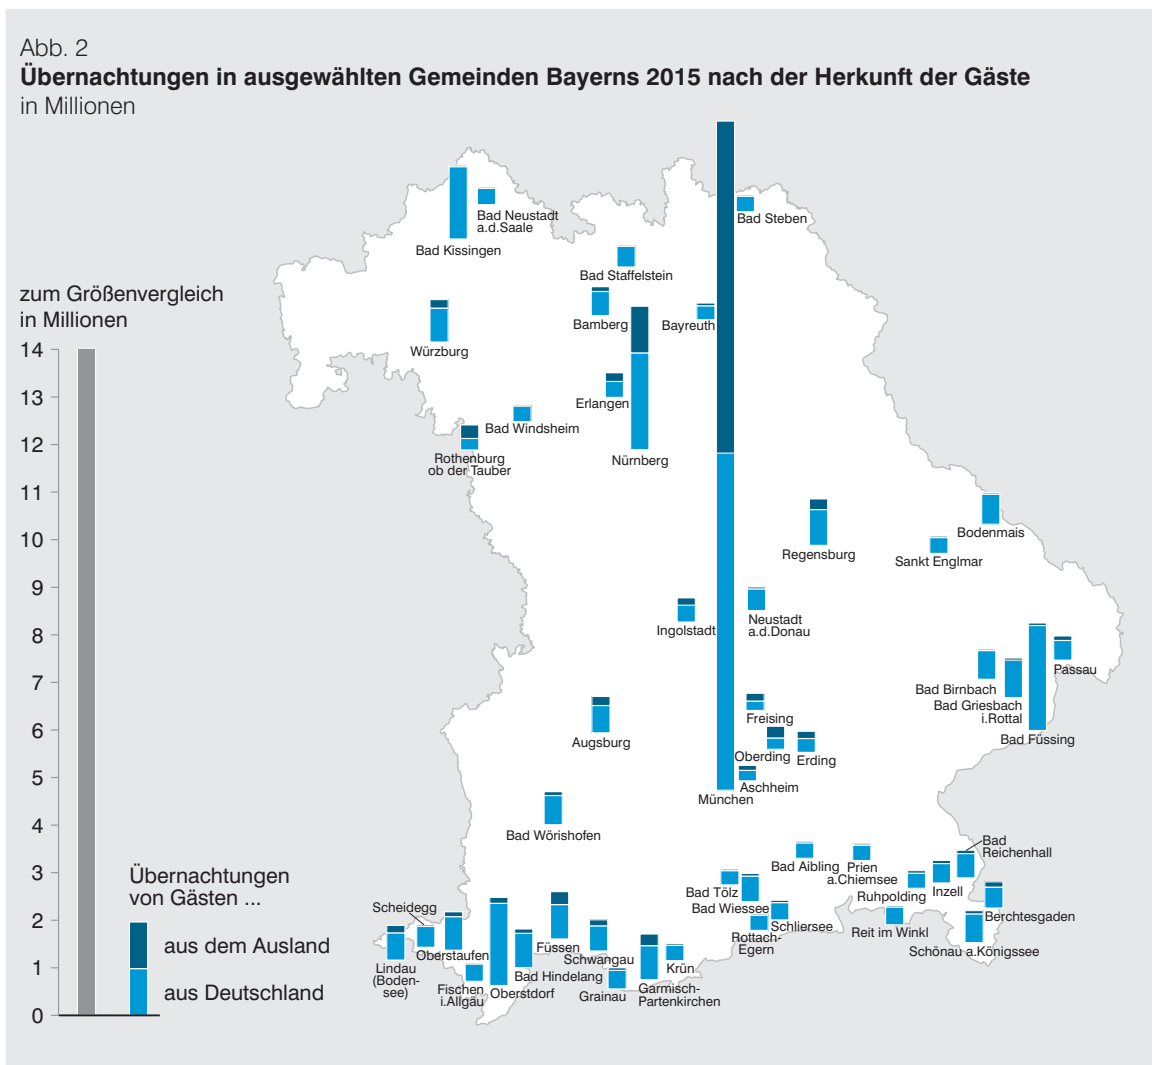 Abb. 2
Übernachtungen in ausgewählten Gemeinden Bayerns 2015 nach der Herkunft der Gäste
in Millionen
zum Größenvergleich
in Millionen
14
13
12
11
10
9
8
7
6
5
4
3
2
1
0
Übernachtungen
von Gästen ...
aus dem Ausland
aus Deutschland
Bad Neustadt
a.d.Saale
Bad Kissingen
Bad Steben
Bad Staffelstein
Bamberg
Bayreuth
Würzburg
Erlangen
Bad Windsheim
Rothenburg
ob der Tauber
Nürnberg
Bodenmais
Regensburg
Sankt Englmar
Ingolstadt
Neustadt
a.d.Donau
Passau
Bad Birnbach
Bad Griesbach
i.Rottal
Bad Füssing
Augsburg
Freising
Oberding
Erding
Aschheim
München
Bad Wörishofen
Bad
Reichenhall
Bad Aibling
Prien
a.Chiemsee
Bad Tölz
Ruhpolding
Inzell
Bad Wiessee
Scheidegg
Berchtesgaden
Schliersee
Reit im Winkl
Rottach-
Egern
Schönau a.Königssee
Füssen
Oberstaufen
Schwangau
Lindau
(Boden-
see)
Krün
Bad Hindelang
Fischen
i.Allgäu
Oberstdorf
Grainau
Garmisch-
Partenkirchen